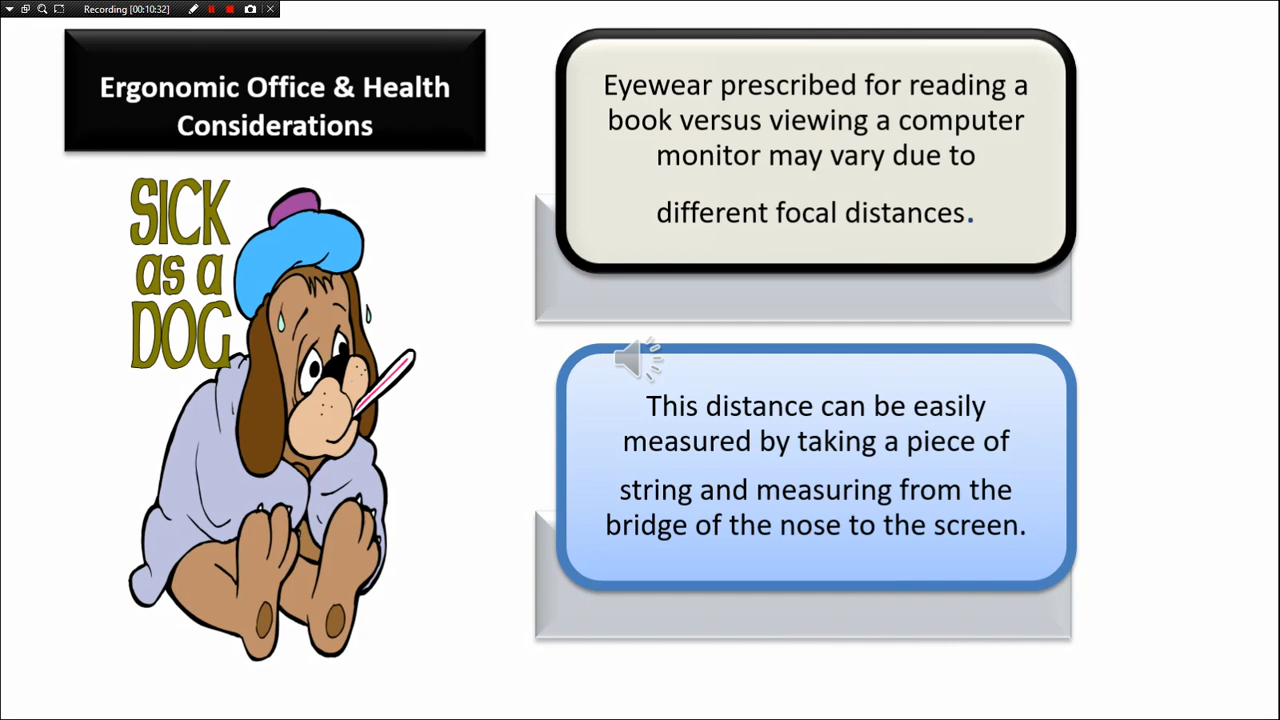 Recording [00:10:32]
Ergonomic Office & Health
Considerations
SICK
as a
DOG
Eyewear prescribed for reading a
book versus viewing a computer
monitor may vary due to
different focal distances.
This distance can be easily
measured by taking a piece of
string and measuring from the
bridge of the nose to the screen.